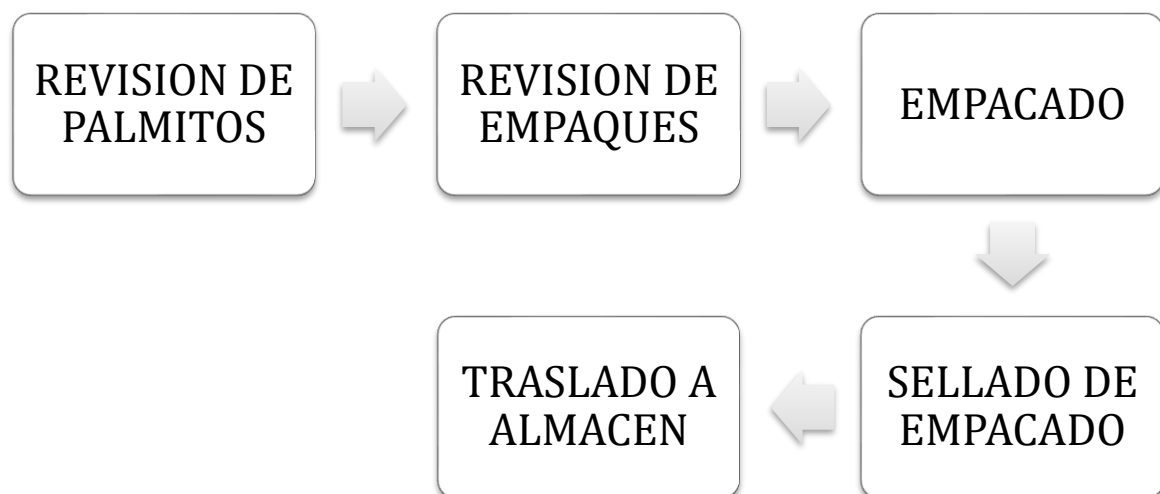 REVISION DE
PALMITOS
REVISION DE
EMPAQUES
EMPACADO
SELLADO DE
EMPACADO
TRASLADO A
ALMACEN